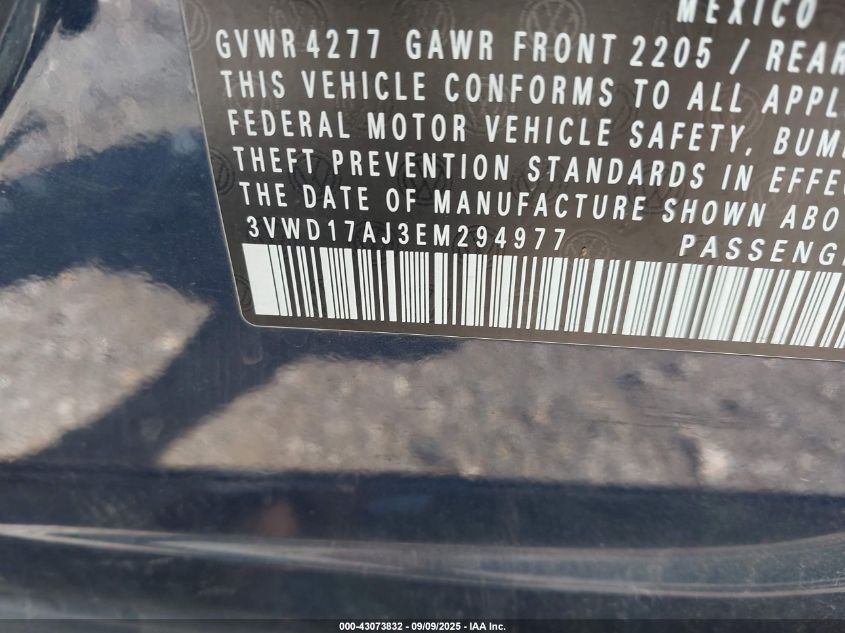 MEXICO
GVWR 4277 GAWR FRONT 2205 / REAR
THIS VEHICLE CONFORMS TO ALL APPL
FEDERAL MOTOR VEHICLE SAFETY, BUM
THEFT PREVENTION STANDARDS IN EFFE
THE DATE OF MANUFACTURE SHOWN ABO
3VWD17AJ3EM294977 PASSENG
000-43073832 - 09/09/2025 - IAA Inc.